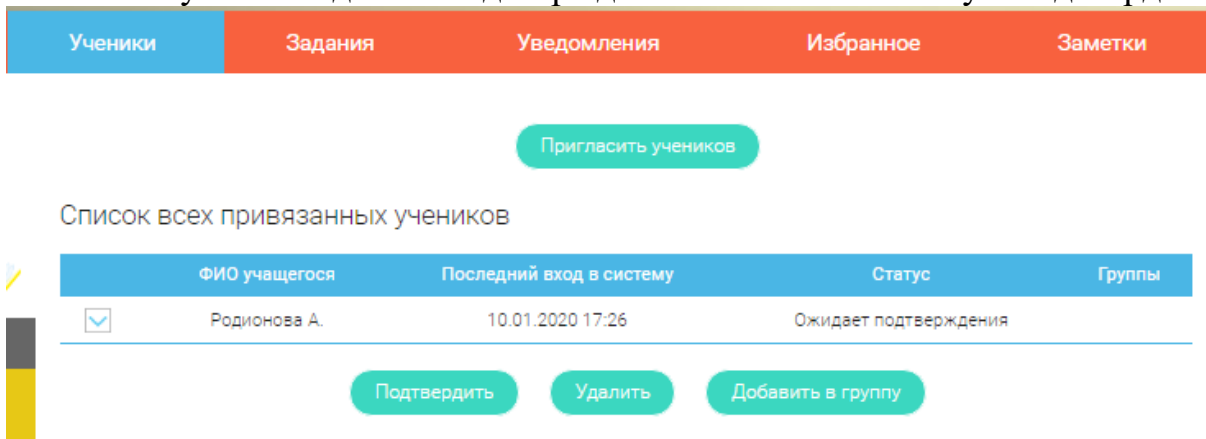 Ученики Задания Уведомления Избранное Заметки
Пригласить учеников
Список всех привязанных учеников
ФИО учащегося Последний вход в систему Статус Группы
Родионова А. 10.01.2020 17:26 Ожидает подтверждения
Подтвердить Удалить Добавить в группу